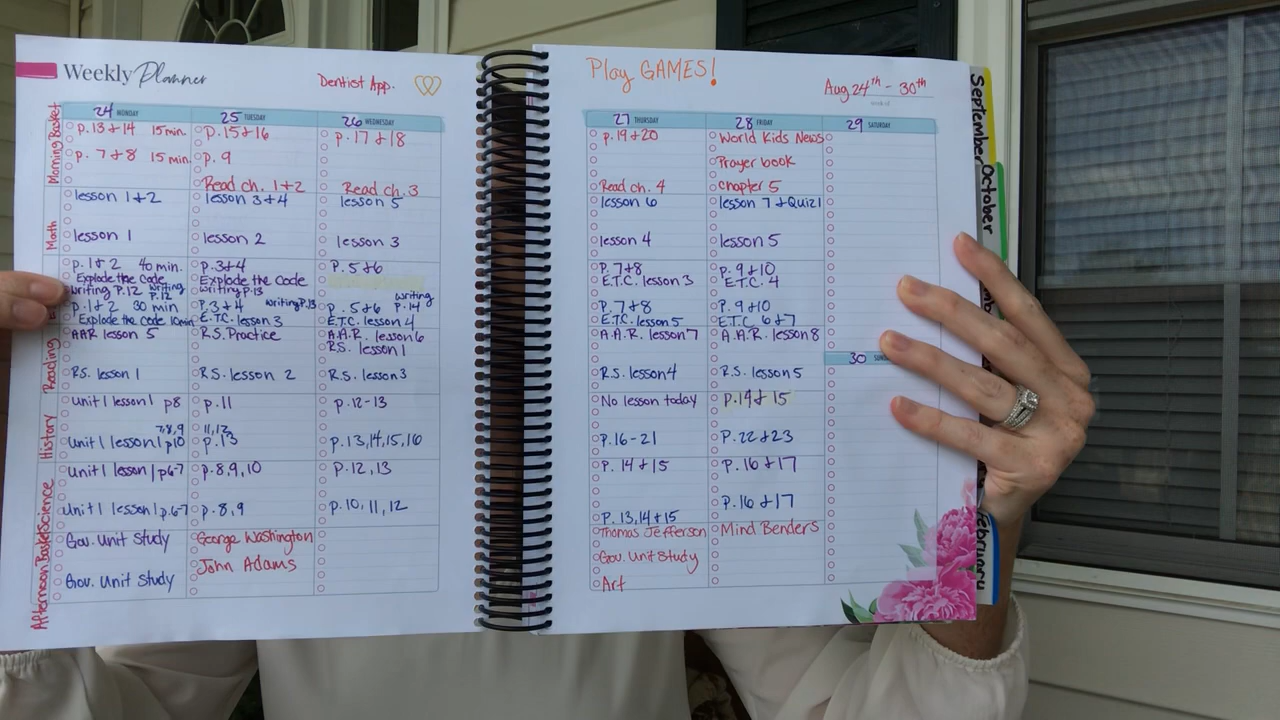 Weekly Planner
Dentist App.
24 MONDAY
25 TUESDAY
26 WEDNESDAY
Morning Basket
p. 13 + 14 15 min.
p. 7 + 8 15 min
p. 15 + 16
p. 9
Read ch. 1 + 2
p. 17 + 18
Read ch. 3
Math
lesson 1 + 2
lesson 1
lesson 3 + 4
lesson 2
lesson 5
lesson 3
p. 1 + 2 40 min.
Explode the Code
writing p. 12 writing p. 12
p. 1 + 2 30 min
Explode the Code 10min
p. 3 + 4
Explode the Code
writing p. 13
p. 3 + 4 writing p. 13
E.T.C. lesson 3
p. 5 + 6
writing p. 14
p. 5 + 6
E.T.C. lesson 4
Reading
AAR lesson 5
R.S. lesson 1
R.S. Practice
R.S. lesson 2
A.A.R. lesson 6
R.S. lesson 1
R.S. lesson 3
History
Unit 1 lesson 1 p8
7,8,9
Unit 1 lesson 1 p10
p. 11
11,12
p. 13
p. 12-13
p. 13,14,15,16
Science
Unit 1 lesson 1 p6-7
Unit 1 lesson 1 p.6-7
p. 8,9,10
p. 8,9
p. 12,13
p. 10, 11, 12
Afternoon Basket
Gov. Unit Study
Gov. Unit Study
George Washington
John Adams
Play GAMES!
Aug 24th - 30th
week of
27 THURSDAY
28 FRIDAY
29 SATURDAY
p. 19 + 20
Read ch. 4
World Kids News
Prayer book
chapter 5
lesson 6
lesson 4
lesson 7 + Quiz 1
lesson 5
p. 7 + 8
E.T.C. lesson 3
p. 7 + 8
E.T.C. lesson 5
p. 9 + 10
E.T.C. 4
p. 9 + 10
E.T.C. 6 + 7
A.A.R. lesson 7
R.S. lesson 4
A.A.R. lesson 8
R.S. lesson 5
30
No lesson today
p. 16-21
p. 14 + 15
p. 22 + 23
p. 14 + 15
p. 13, 14 + 15
p. 16 + 17
p. 16 + 17
Thomas Jefferson
Gov. Unit Study
Art
Mind Benders
September
October
February